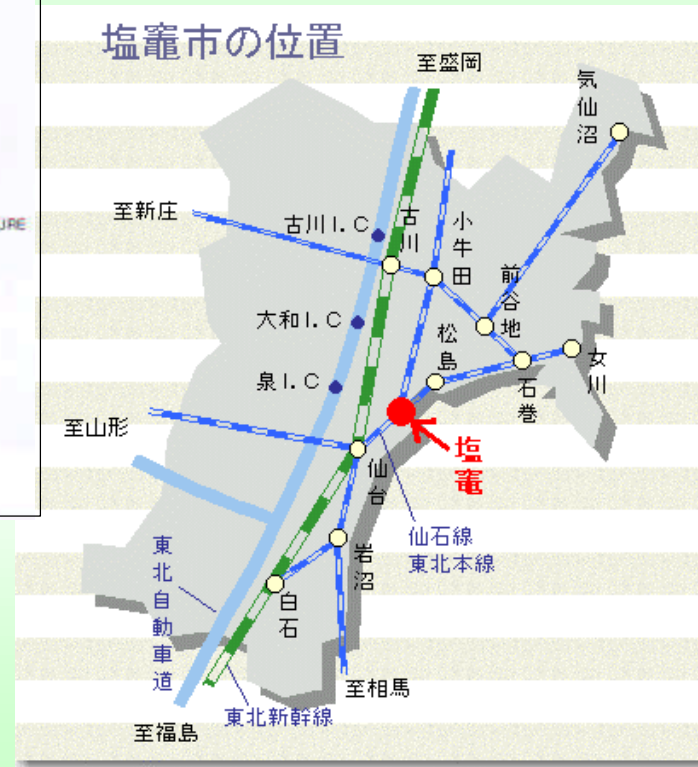 塩竈市の位置
至盛岡
気仙沼
URE
至新庄
古川I.C
古川
小牛田
前谷地
大和I.C
松島
泉I.C
女川
石巻
至山形
塩竈
仙台
仙石線
東北本線
岩沼
東北自動車道
白石
至相馬
東北新幹線
至福島